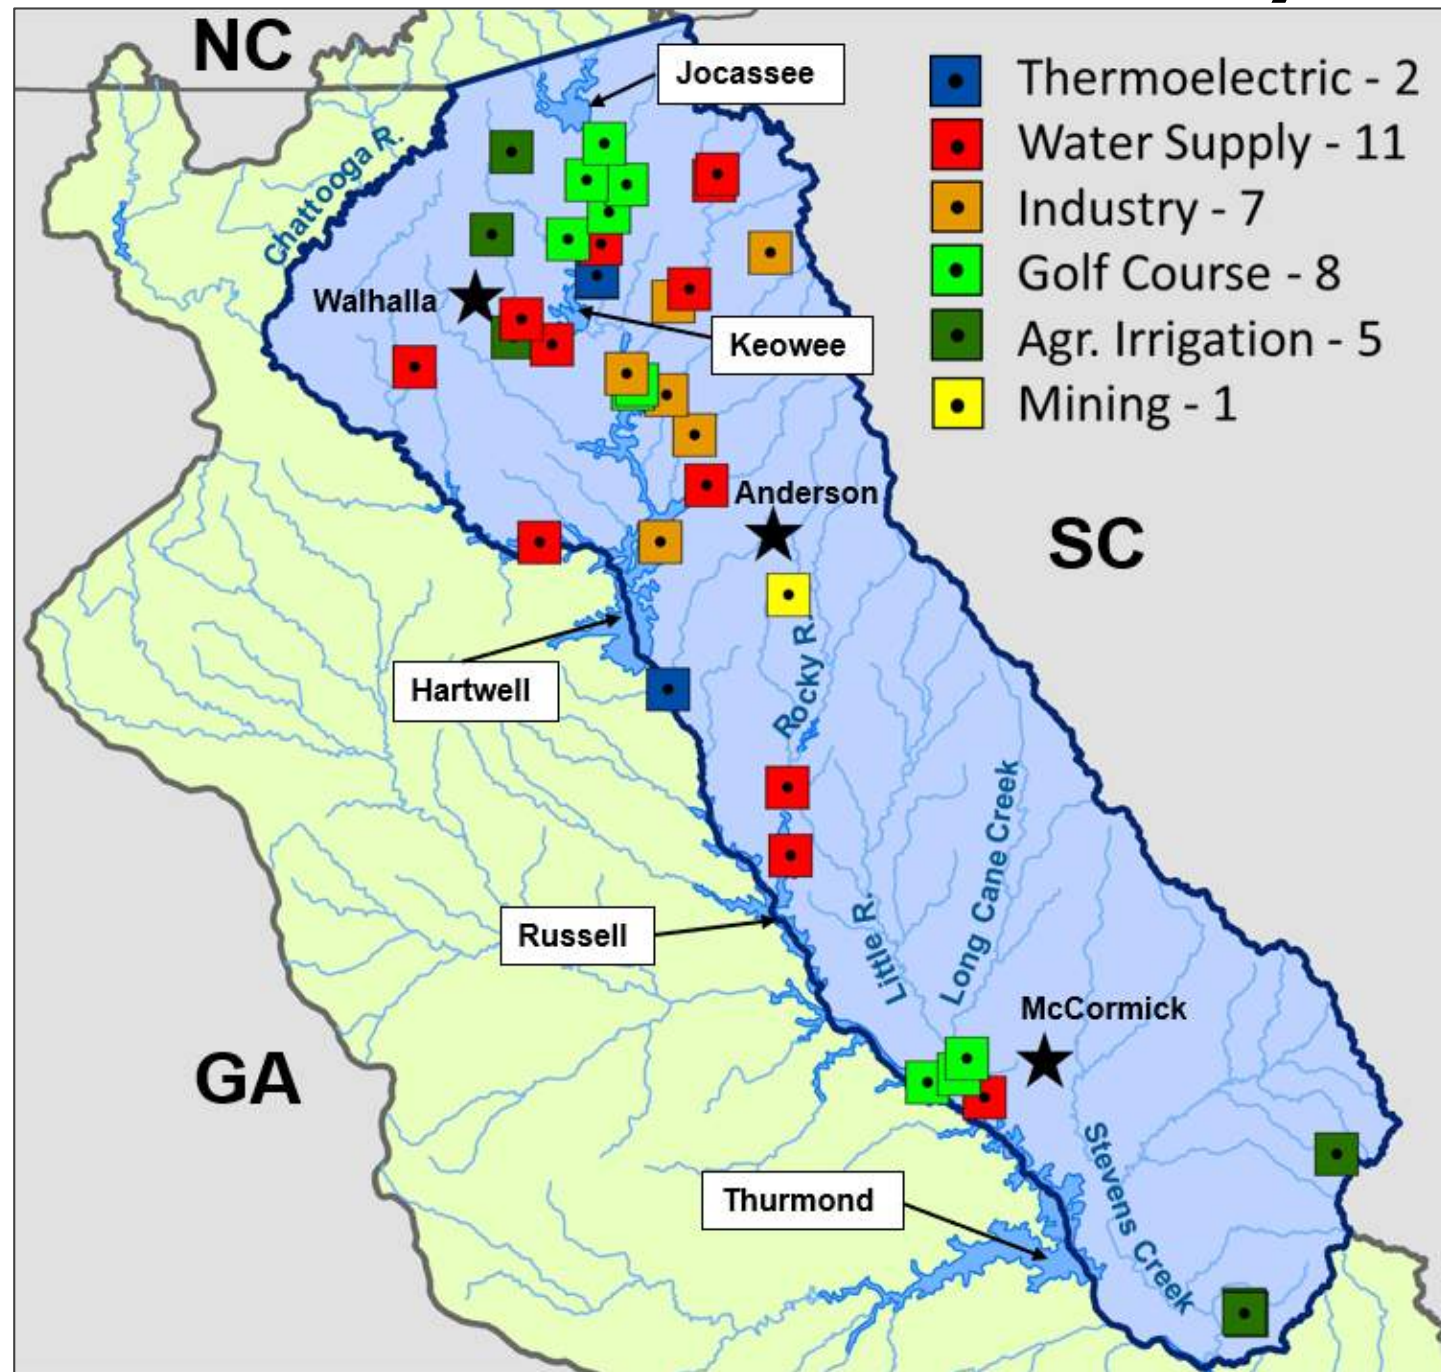 NC
Jocassee
Thermoelectric - 2
Water Supply - 11
Industry - 7
Golf Course - 8
Agr. Irrigation - 5
Mining - 1
Chattooga R.
Walhalla
Keowee
Anderson
SC
Hartwell
Rocky R.
Russell
Little R.
Long Cane Creek
McCormick
GA
Thurmond
Stevens Creek